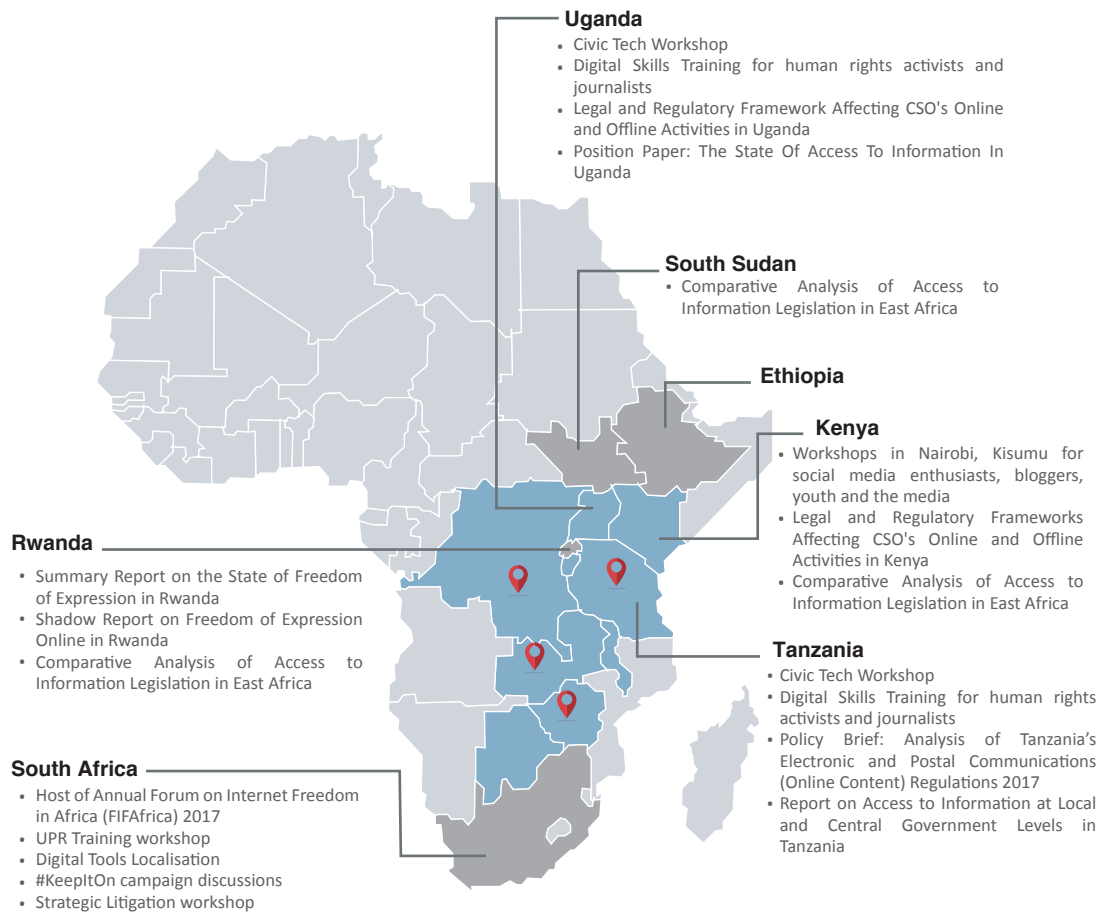 Uganda
• Civic Tech Workshop
• Digital Skills Training for human rights activists and
journalists
• Legal and Regulatory Framework Affecting CSO's Online
and Offline Activities in Uganda
• Position Paper: The State Of Access To Information In
Uganda
South Sudan
• Comparative Analysis of Access to
Information Legislation in East Africa
Ethiopia
Kenya
• Workshops in Nairobi, Kisumu for
social media enthusiasts, bloggers,
youth and the media
• Legal and Regulatory Frameworks
Affecting CSO's Online and Offline
Activities in Kenya
• Comparative Analysis of Access to
Information Legislation in East Africa
Rwanda
• Summary Report on the State of Freedom
of Expression in Rwanda
• Shadow Report on Freedom of Expression
Online in Rwanda
• Comparative Analysis of Access to
Information Legislation in East Africa
Tanzania
• Civic Tech Workshop
• Digital Skills Training for human rights
activists and journalists
• Policy Brief: Analysis of Tanzania’s
Electronic and Postal Communications
(Online Content) Regulations 2017
• Report on Access to Information at Local
and Central Government Levels in
Tanzania
South Africa
• Host of Annual Forum on Internet Freedom
in Africa (FIFAfrica) 2017
• UPR Training workshop
• Digital Tools Localisation
• #KeepItOn campaign discussions
• Strategic Litigation workshop